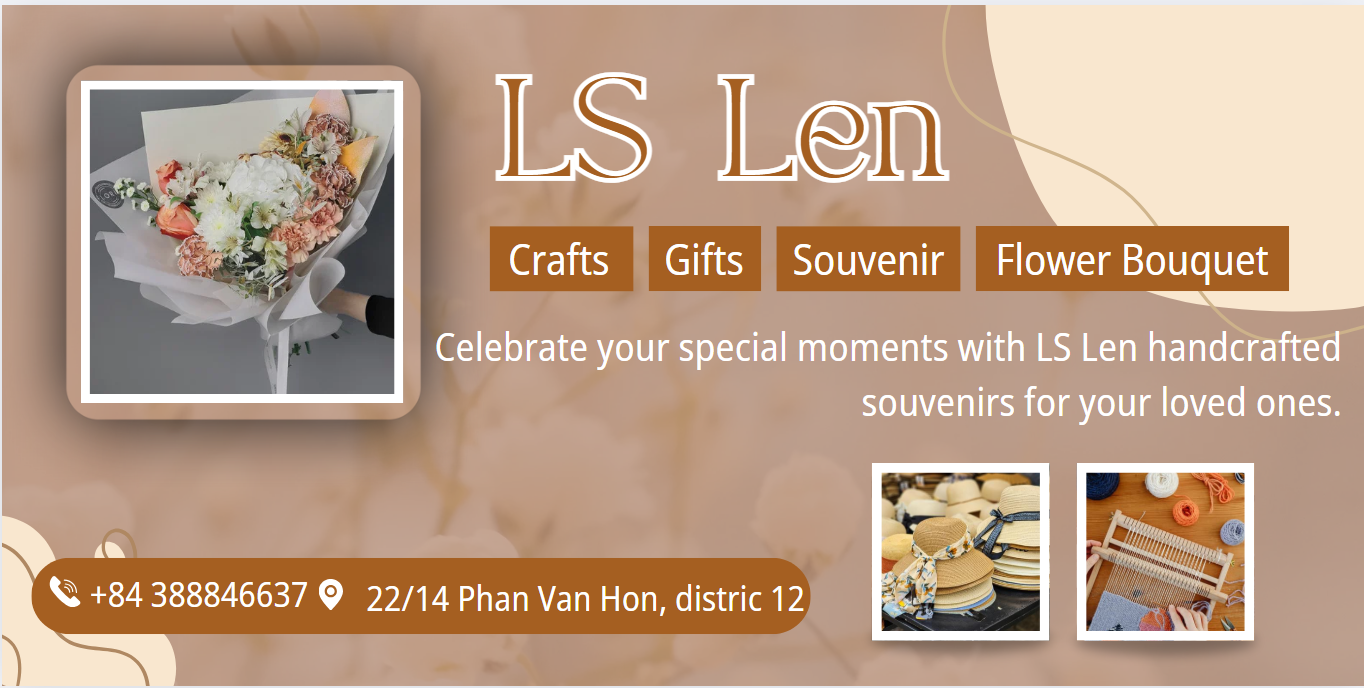 LS Len
Crafts
Gifts
Souvenir
Flower Bouquet
Celebrate your special moments with LS Len handcrafted
souvenirs for your loved ones.
+84 388846637
22/14 Phan Van Hon, distric 12